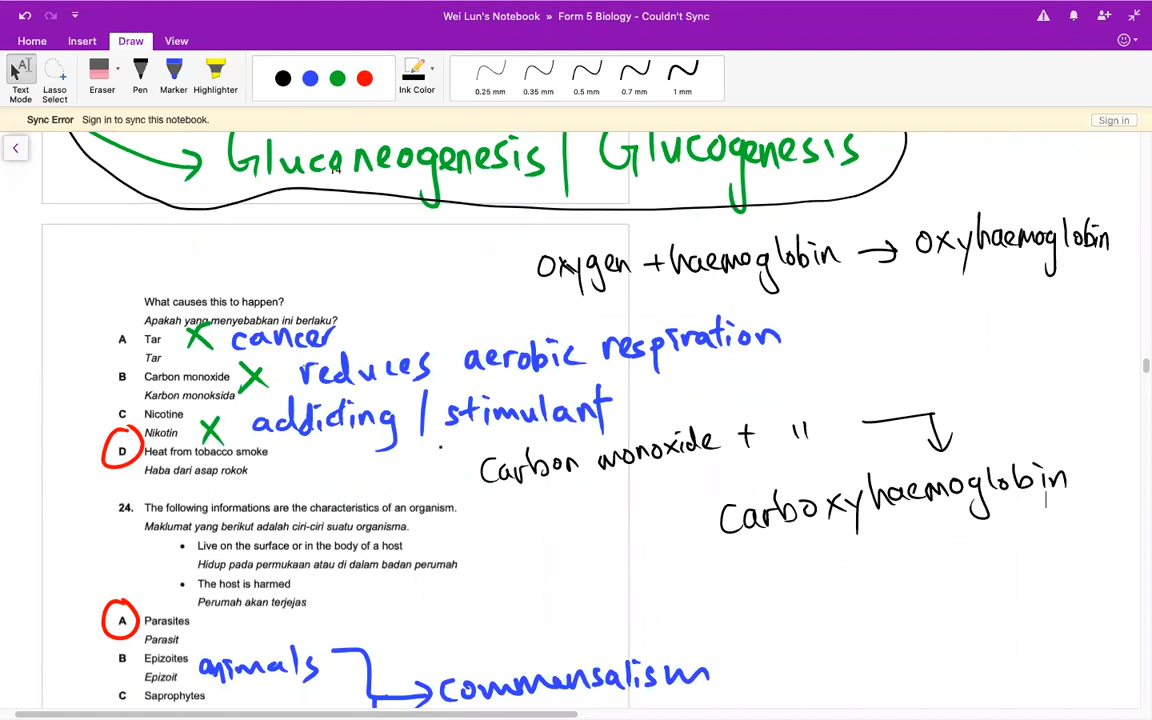 Wei Lun's Notebook » Form 5 Biology - Couldn't Sync
Home Insert Draw View
Text Mode
Lasso Select
Eraser
Pen
Marker
Highlighter
Ink Color
0.25 mm 0.35 mm 0.5 mm 0.7 mm 1 mm
Sync Error Sign in to sync this notebook.
Sign in
Gluconeogenesis | Glucogenesis
oxygen + haemoglobin → oxyhaemoglobin
What causes this to happen?
Apakah yang menyebabkan ini berlaku?
A Tar X cancer
Tar
B Carbon monoxide X reduces aerobic respiration
Karbon monoksida
C Nicotine X addicting / stimulant
Nikotin
D Heat from tobacco smoke
Haba dari asap rokok
Carbon monoxide + "
carboxyhaemoglobin
24. The following informations are the characteristics of an organism.
Maklumat yang berikut adalah ciri-ciri suatu organisma.
• Live on the surface or in the body of a host
Hidup pada permukaan atau di dalam badan perumah
• The host is harmed
Perumah akan terjejas
A Parasites
Parasit
B Epizoites animals
Epizoit
C Saprophytes
commensalism